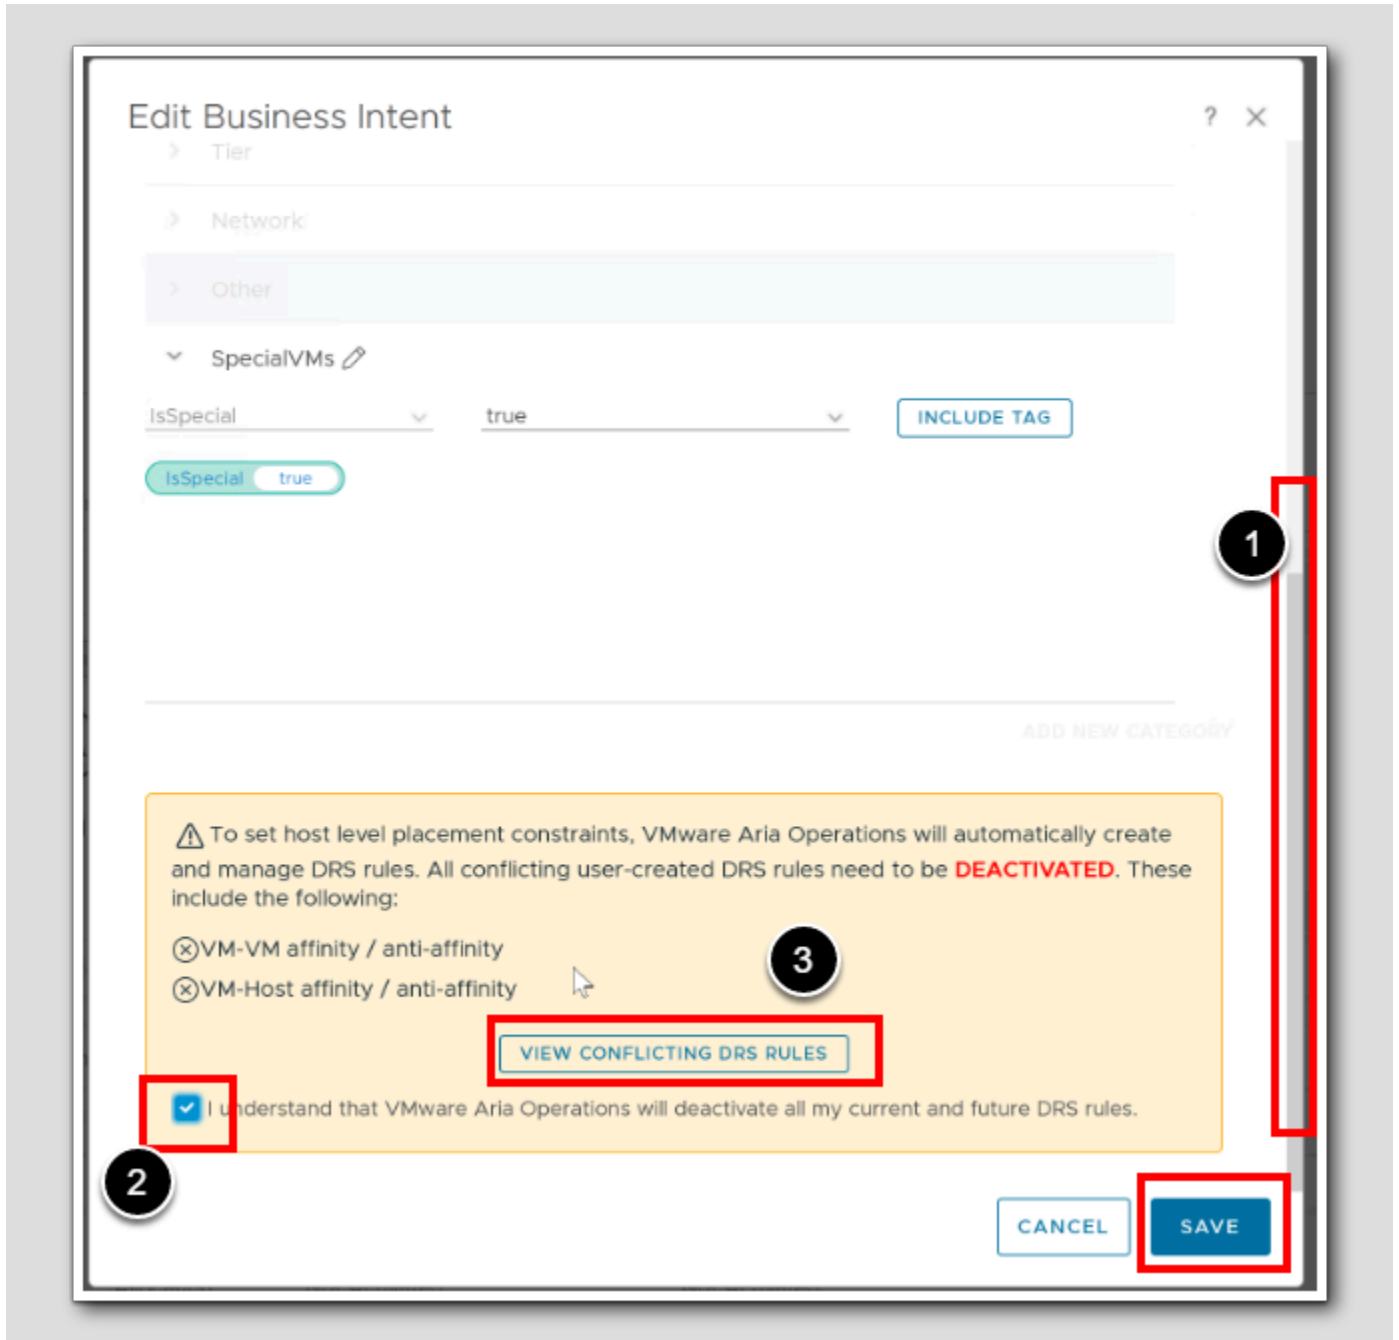 Edit Business Intent
?
Tier
Network
Other
SpecialVMs
IsSpecial
true
INCLUDE TAG
IsSpecial true
1
ADD NEW CATEGORY
To set host level placement constraints, VMware Aria Operations will automatically create
and manage DRS rules. All conflicting user-created DRS rules need to be DEACTIVATED. These
include the following:
VM-VM affinity / anti-affinity
3
VM-Host affinity / anti-affinity
VIEW CONFLICTING DRS RULES
I understand that VMware Aria Operations will deactivate all my current and future DRS rules.
2
CANCEL
SAVE